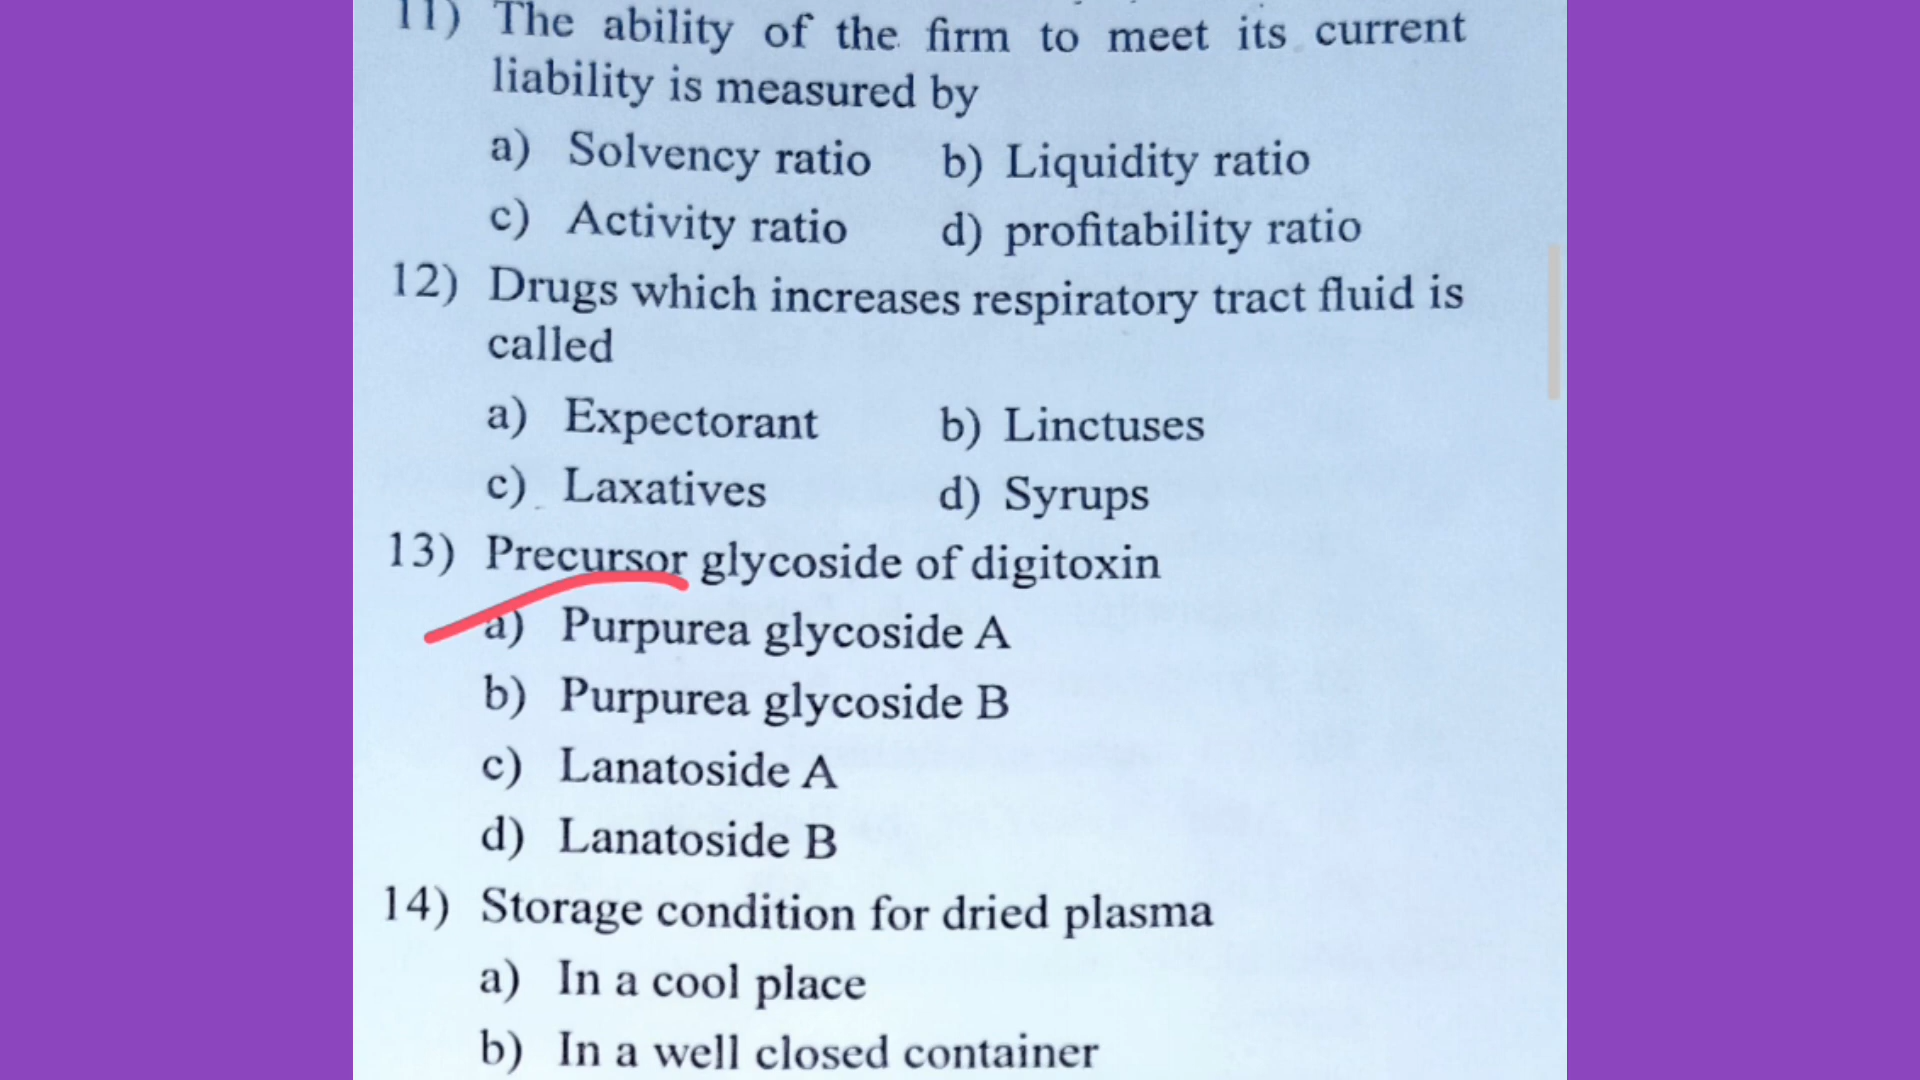 11) The ability of the firm to meet its current
liability is measured by
a) Solvency ratio b) Liquidity ratio
c) Activity ratio d) profitability ratio
12) Drugs which increases respiratory tract fluid is
called
a) Expectorant b) Linctuses
c) Laxatives d) Syrups
13) Precursor glycoside of digitoxin
a) Purpurea glycoside A
b) Purpurea glycoside B
c) Lanatoside A
d) Lanatoside B
14) Storage condition for dried plasma
a) In a cool place
b) In a well closed container